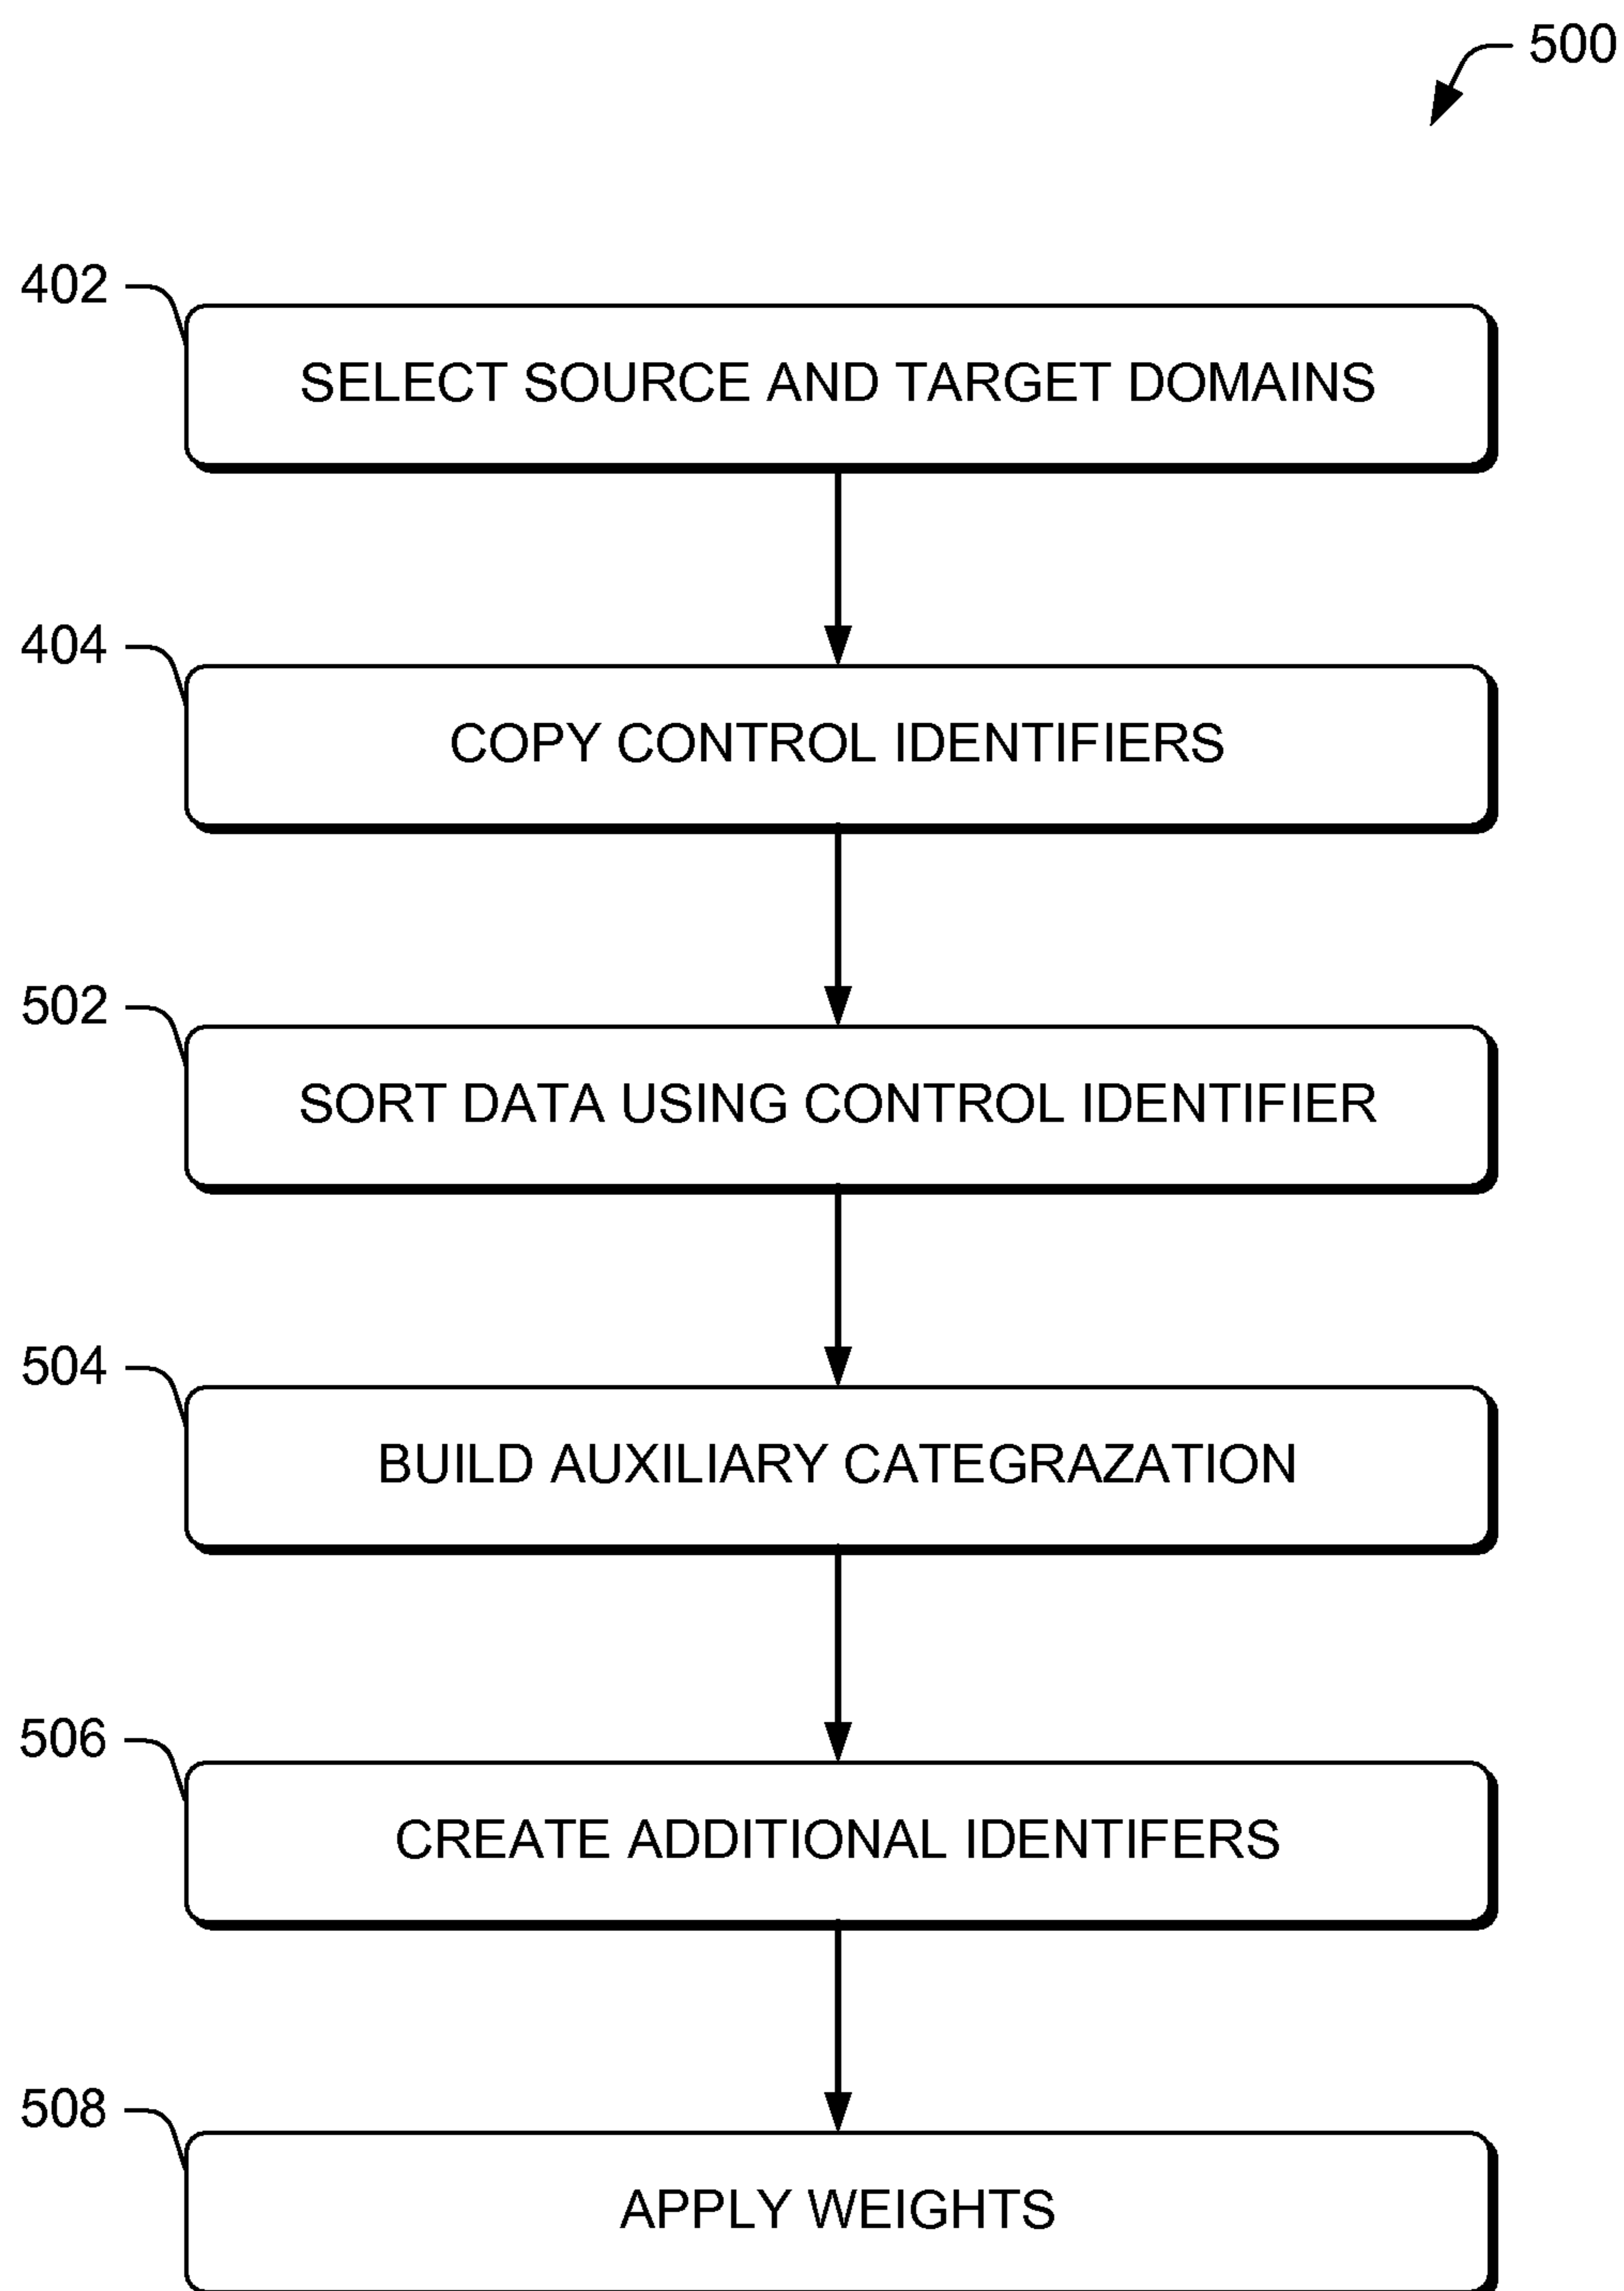 500
402
SELECT SOURCE AND TARGET DOMAINS
404
COPY CONTROL IDENTIFIERS
502
SORT DATA USING CONTROL IDENTIFIER
504
BUILD AUXILIARY CATEGRAZATION
506
CREATE ADDITIONAL IDENTIFERS
508
APPLY WEIGHTS